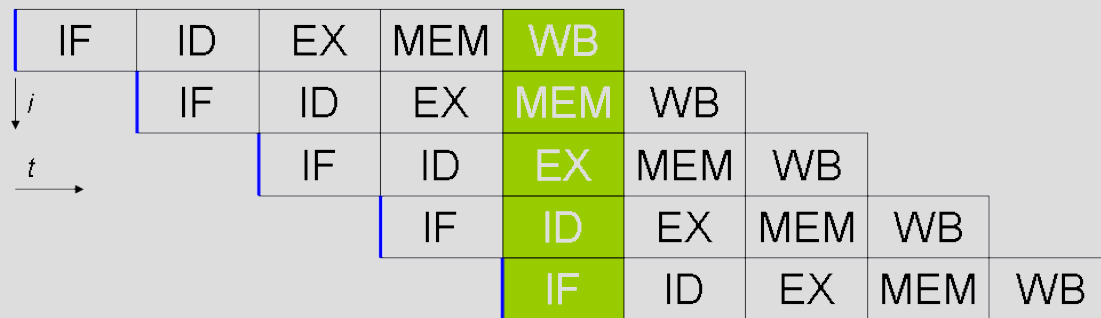 IF ID EX MEM WB
i IF ID EX MEM WB
t IF ID EX MEM WB
IF ID EX MEM WB
IF ID EX MEM WB